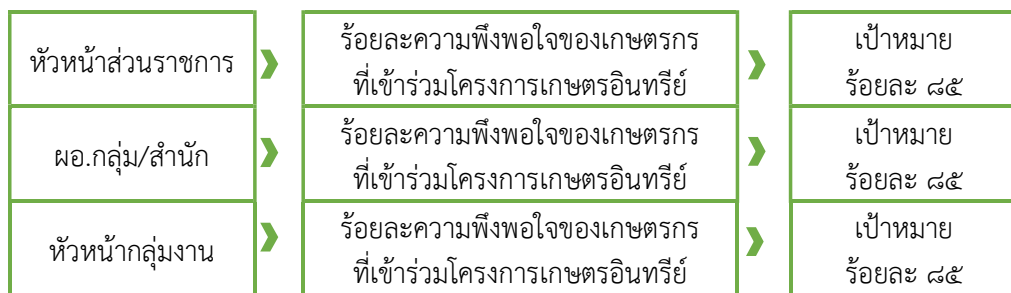 หัวหน้าส่วนราชการ
ร้อยละความพึงพอใจของเกษตรกร
ที่เข้าร่วมโครงการเกษตรอินทรีย์
เป้าหมาย
ร้อยละ ๘๕
ผอ.กลุ่ม/สำนัก
ร้อยละความพึงพอใจของเกษตรกร
ที่เข้าร่วมโครงการเกษตรอินทรีย์
เป้าหมาย
ร้อยละ ๘๕
หัวหน้ากลุ่มงาน
ร้อยละความพึงพอใจของเกษตรกร
ที่เข้าร่วมโครงการเกษตรอินทรีย์
เป้าหมาย
ร้อยละ ๘๕